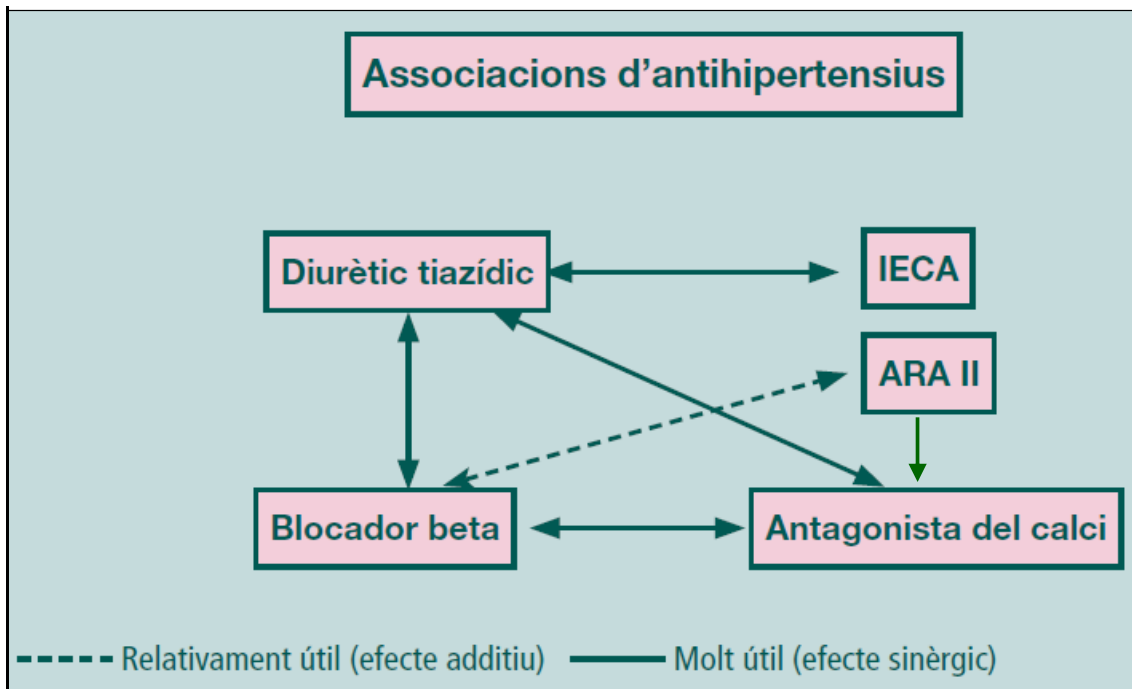 Associacions d'antihipertensius
Diurètic tiazídic
IECA
ARA II
Blocador beta
Antagonista del calci
Relativament útil (efecte additiu)
Molt útil (efecte sinèrgic)